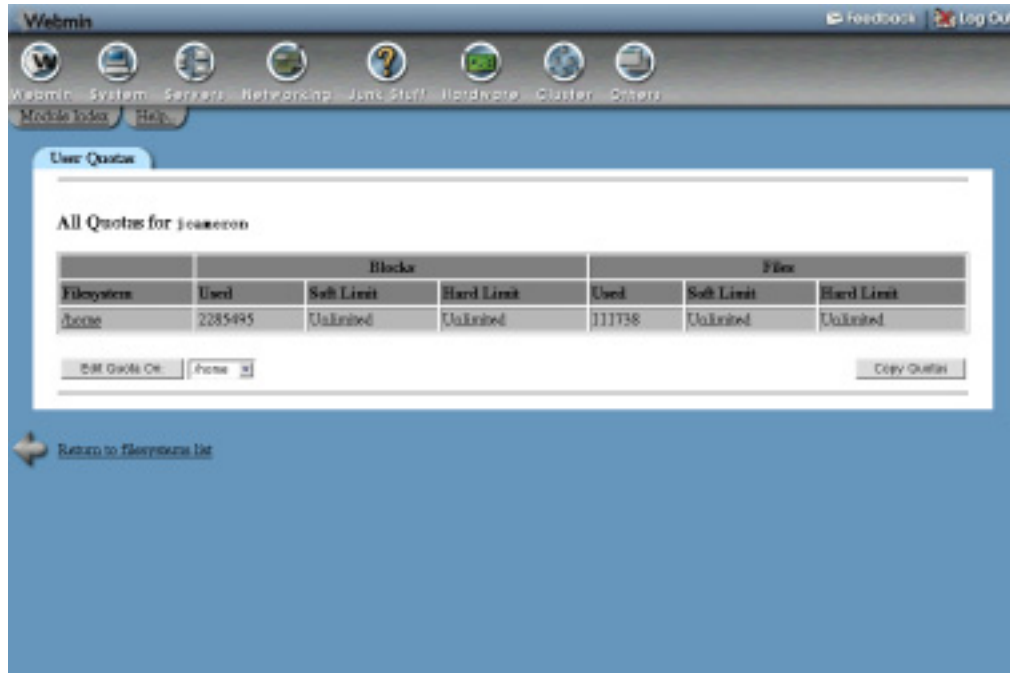 Webmin
Feedback Log Ou
Webmin System Servers Networking Junk Stuff Hardware Cluster Others
Module Index Help..
User Quotas
All Quotas for jcameron
Blocks Files
Filesystem Used Soft Limit Hard Limit Used Soft Limit Hard Limit
/home 2285495 Unlimited Unlimited 111738 Unlimited Unlimited
Edit Quota On: /home Copy Quotas
Return to filesystems list